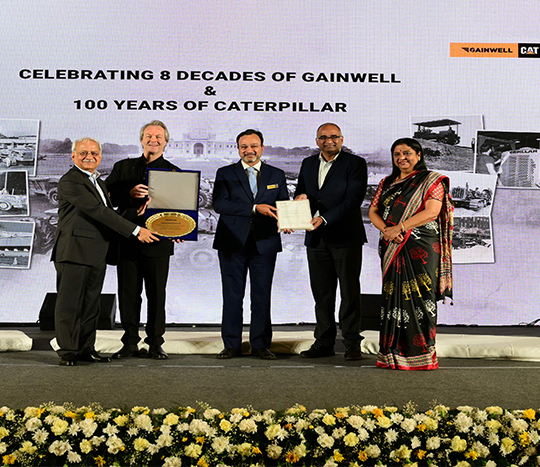 GAINWELL CAT
CELEBRATING 8 DECADES OF GAINWELL
&
100 YEARS OF CATERPILLAR